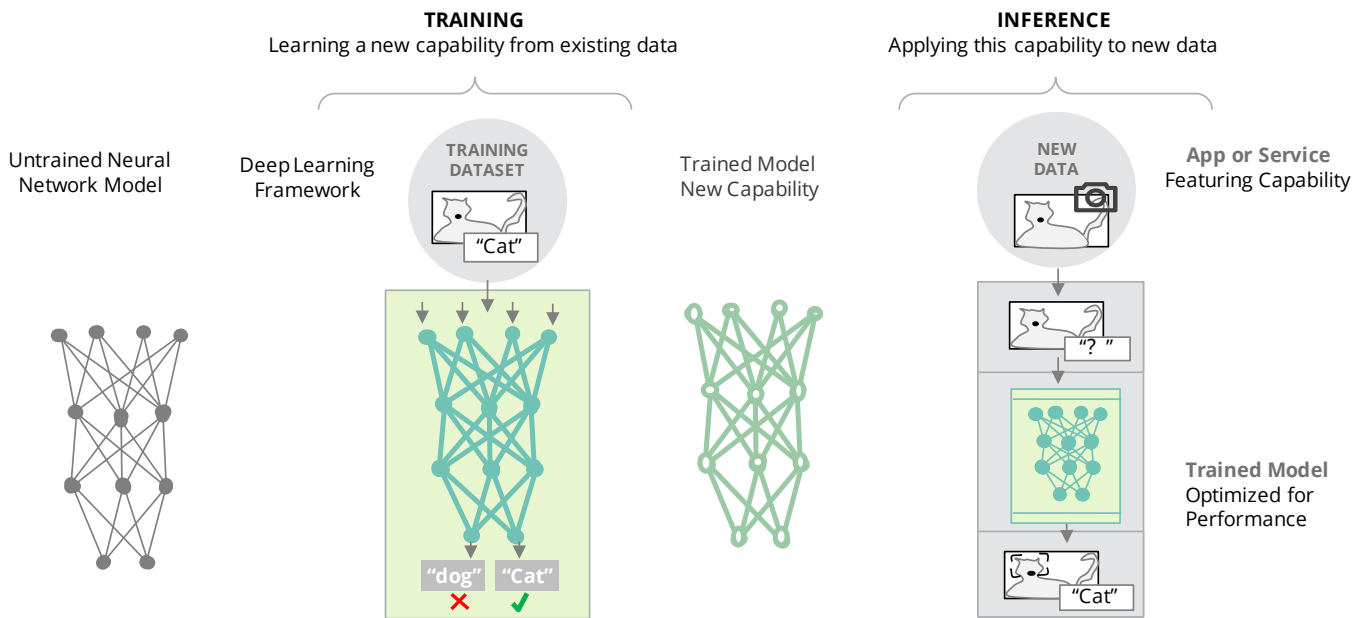 TRAINING
Learning a new capability from existing data
INFERENCE
Applying this capability to new data
Untrained Neural
Network Model
Deep Learning
Framework
TRAINING
DATASET
“Cat”
Trained Model
New Capability
NEW
DATA
App or Service
Featuring Capability
“? ”
“dog”
“Cat”
Trained Model
Optimized for
Performance
“Cat”